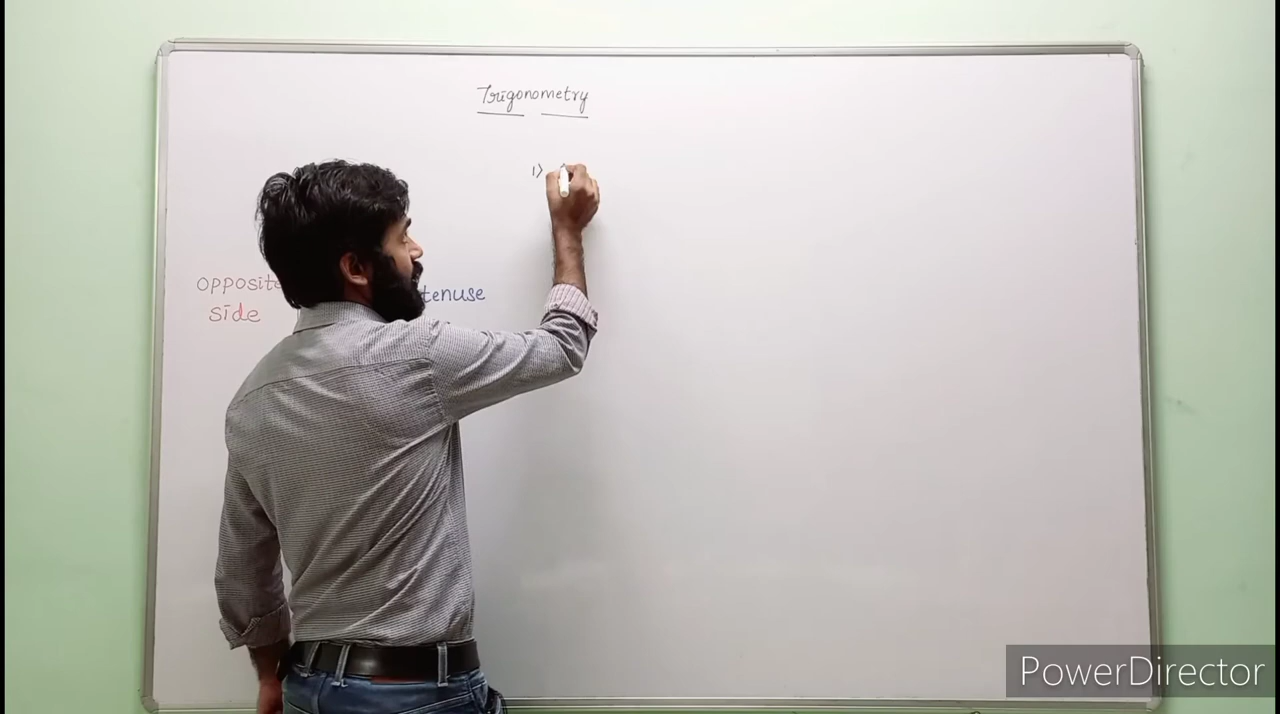 Trigonometry
1)
opposite
side
tenuse
PowerDirector